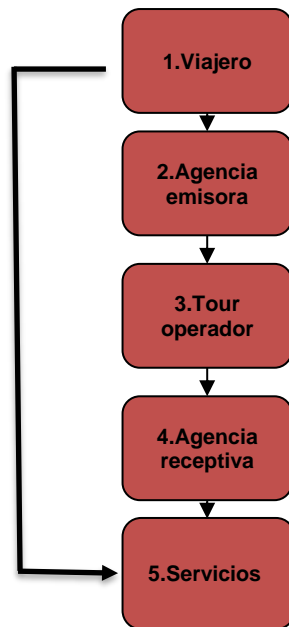 1.Viajero
2.Agencia
emisora
3.Tour
operador
4.Agencia
receptiva
5.Servicios